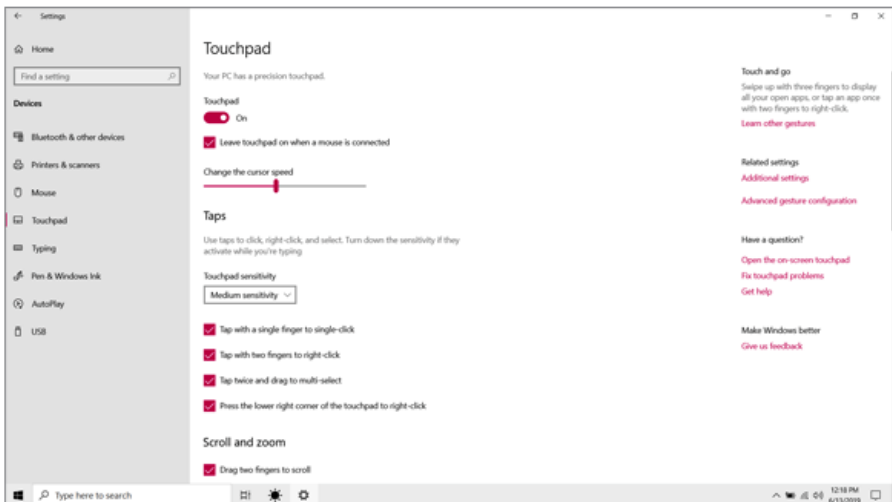 Settings
Home
Find a setting
Devices
Bluetooth & other devices
Printers & scanners
Mouse
Touchpad
Typing
Pen & Windows Ink
AutoPlay
USB
Touchpad
Your PC has a precision touchpad.
Touchpad
On
Leave touchpad on when a mouse is connected
Change the cursor speed
Taps
Use taps to click, right-click, and select. Turn down the sensitivity if they
activate while you're typing
Touchpad sensitivity
Medium sensitivity
Tap with a single finger to single-click
Tap with two fingers to right-click
Tap twice and drag to multi-select
Press the lower right corner of the touchpad to right-click
Scroll and zoom
Drag two fingers to scroll
Touch and go
Swipe up with three fingers to display
all your open apps, or tap an app once
with two fingers to right-click.
Learn other gestures
Related settings
Additional settings
Advanced gesture configuration
Have a question?
Open the on-screen touchpad
Fix touchpad problems
Get help
Make Windows better
Give us feedback
Type here to search
12:18 PM
6/13/2019